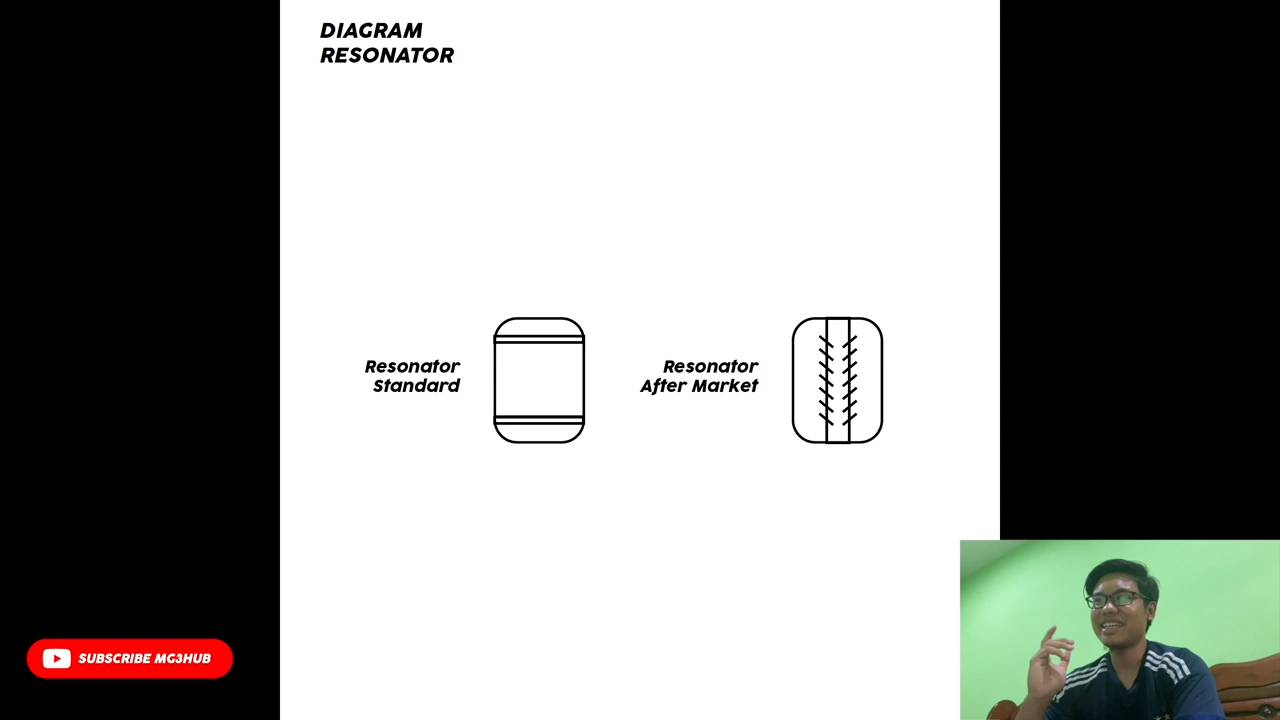 DIAGRAM
RESONATOR
Resonator
Standard
Resonator
After Market
SUBSCRIBE MG3HUB